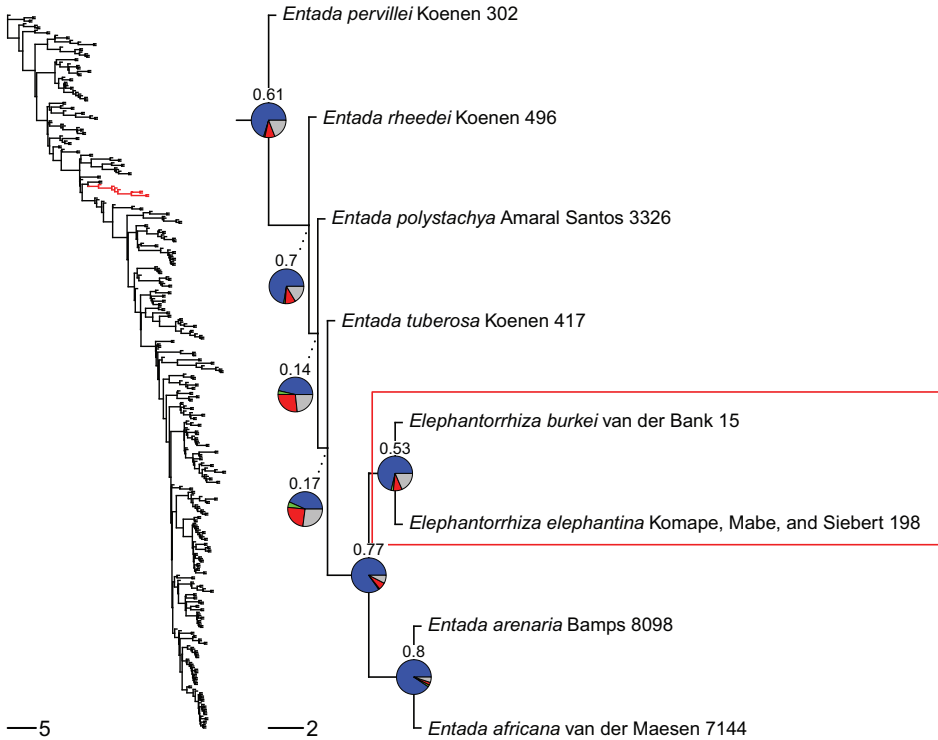 Entada pervillei Koenen 302
0.61
Entada rheedei Koenen 496
Entada polystachya Amaral Santos 3326
0.7
Entada tuberosa Koenen 417
0.14
Elephantorrhiza burkei van der Bank 15
0.53
0.17
Elephantorrhiza elephantina Komape, Mabe, and Siebert 198
0.77
Entada arenaria Bamps 8098
0.8
Entada africana van der Maesen 7144
5
2